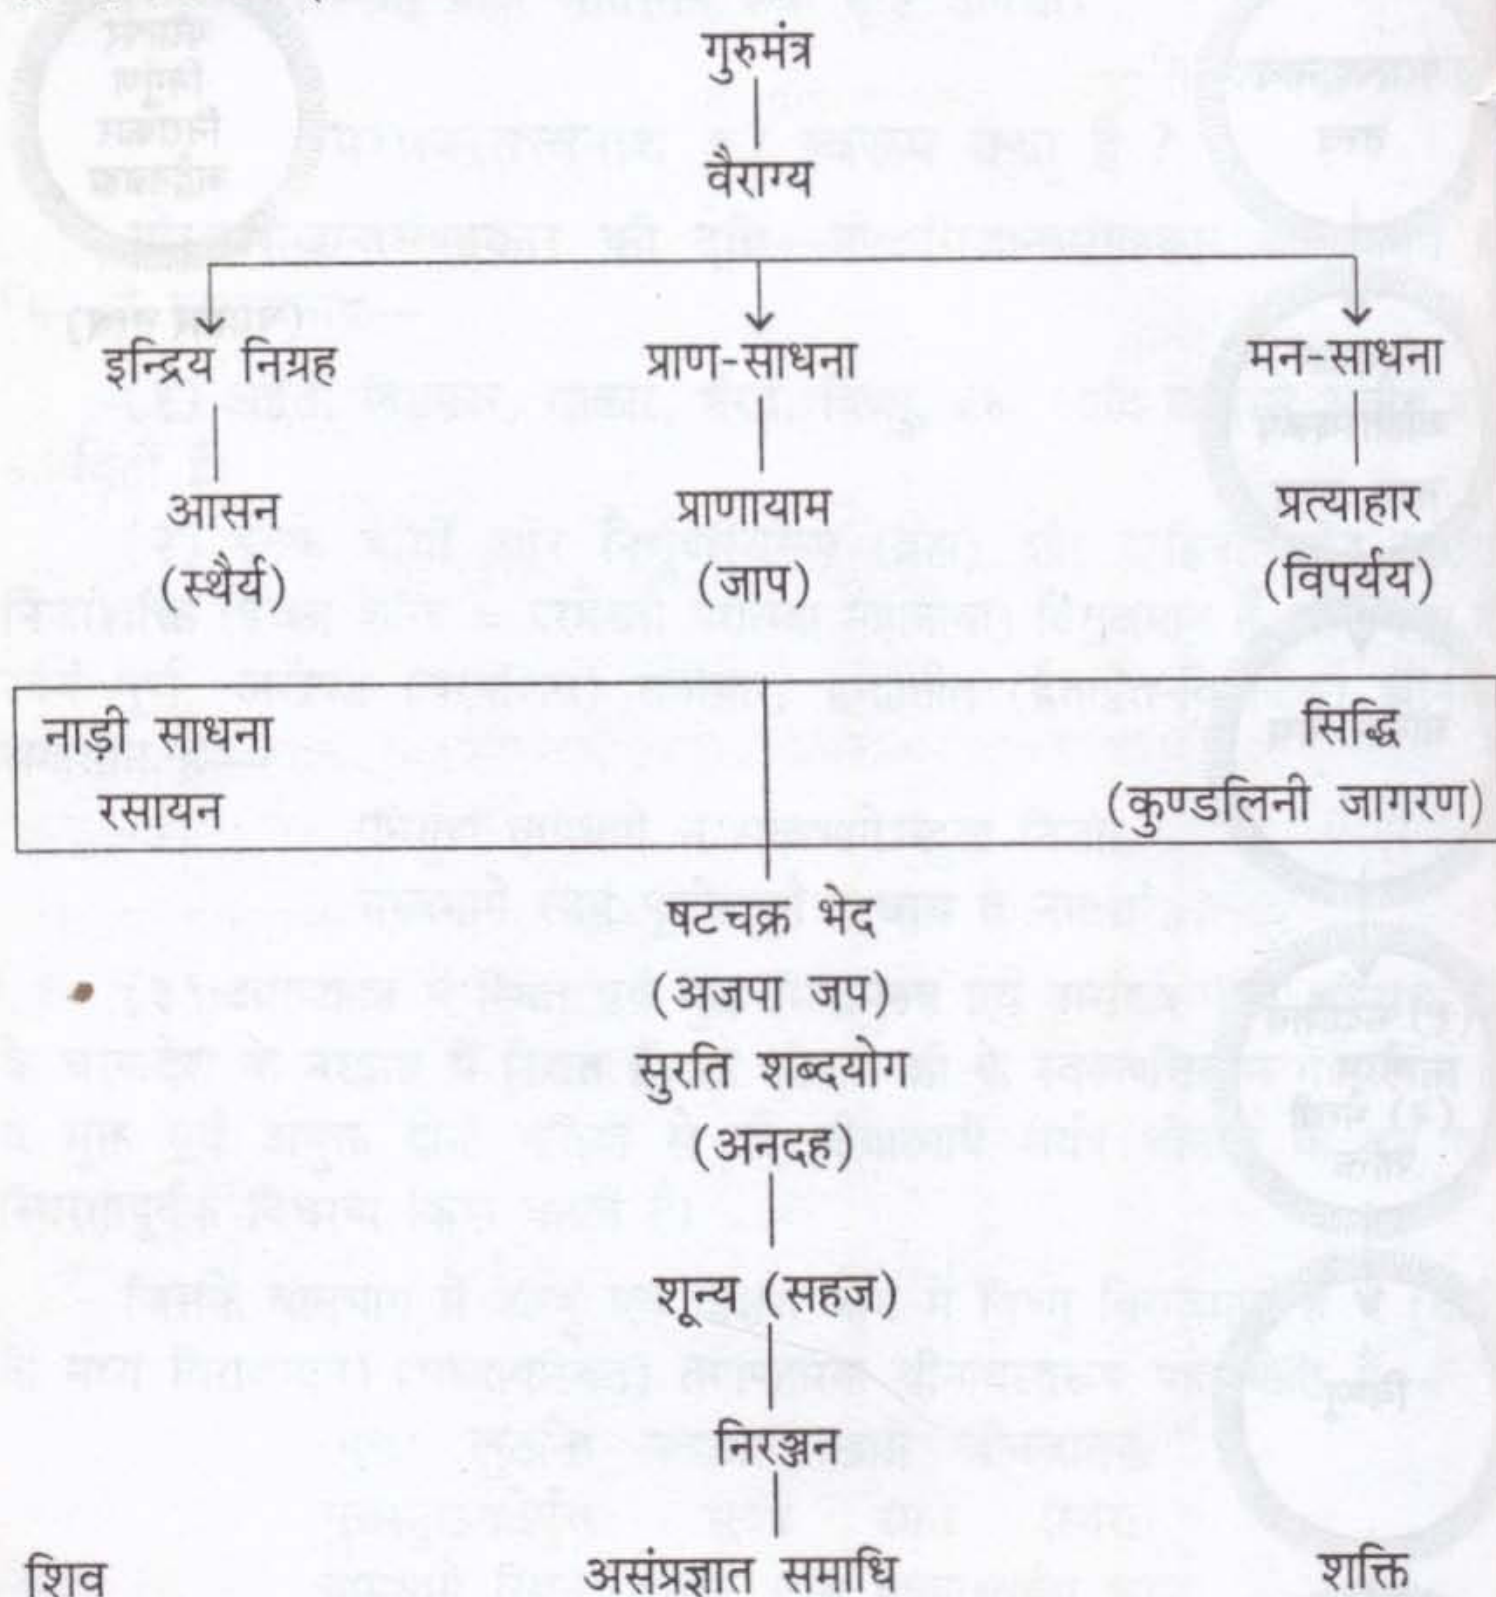 गुरुमंत्र
वैराग्य
इन्द्रिय निग्रह प्राण-साधना मन-साधना
आसन प्राणायाम प्रत्याहार
(स्थैर्य) (जाप) (विपर्यय)
नाड़ी साधना सिद्धि
रसायन (कुण्डलिनी जागरण)
षटचक्र भेद
(अजपा जप)
सुरति शब्दयोग
(अनदह)
शून्य (सहज)
निरञ्जन
शिव असंप्रज्ञात समाधि शक्ति